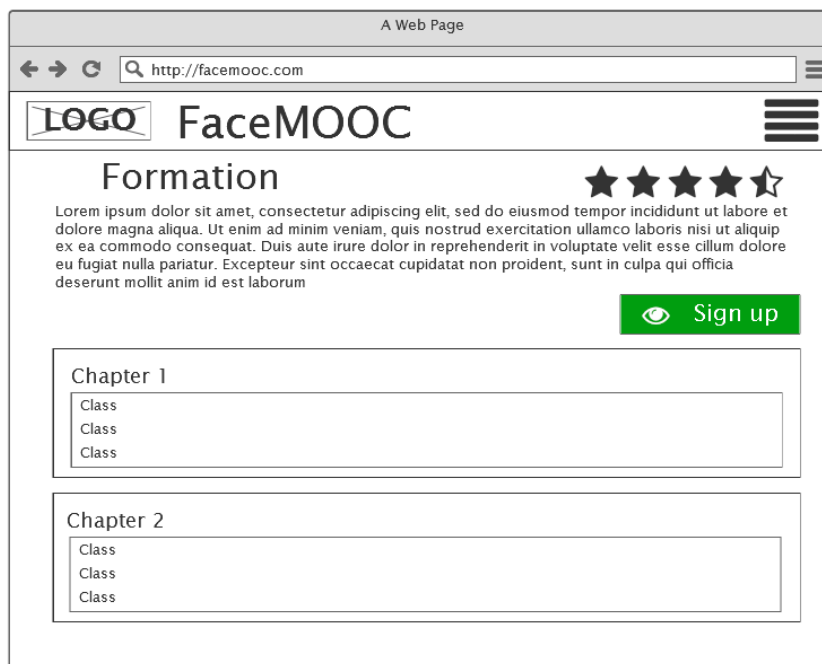 A Web Page
http://facemooc.com
LOGO FaceMOOC
Formation
Lorem ipsum dolor sit amet, consectetur adipiscing elit, sed do eiusmod tempor incididunt ut labore et
dolore magna aliqua. Ut enim ad minim veniam, quis nostrud exercitation ullamco laboris nisi ut aliquip
ex ea commodo consequat. Duis aute irure dolor in reprehenderit in voluptate velit esse cillum dolore
eu fugiat nulla pariatur. Excepteur sint occaecat cupidatat non proident, sunt in culpa qui officia
deserunt mollit anim id est laborum
Sign up
Chapter 1
Class
Class
Class
Chapter 2
Class
Class
Class